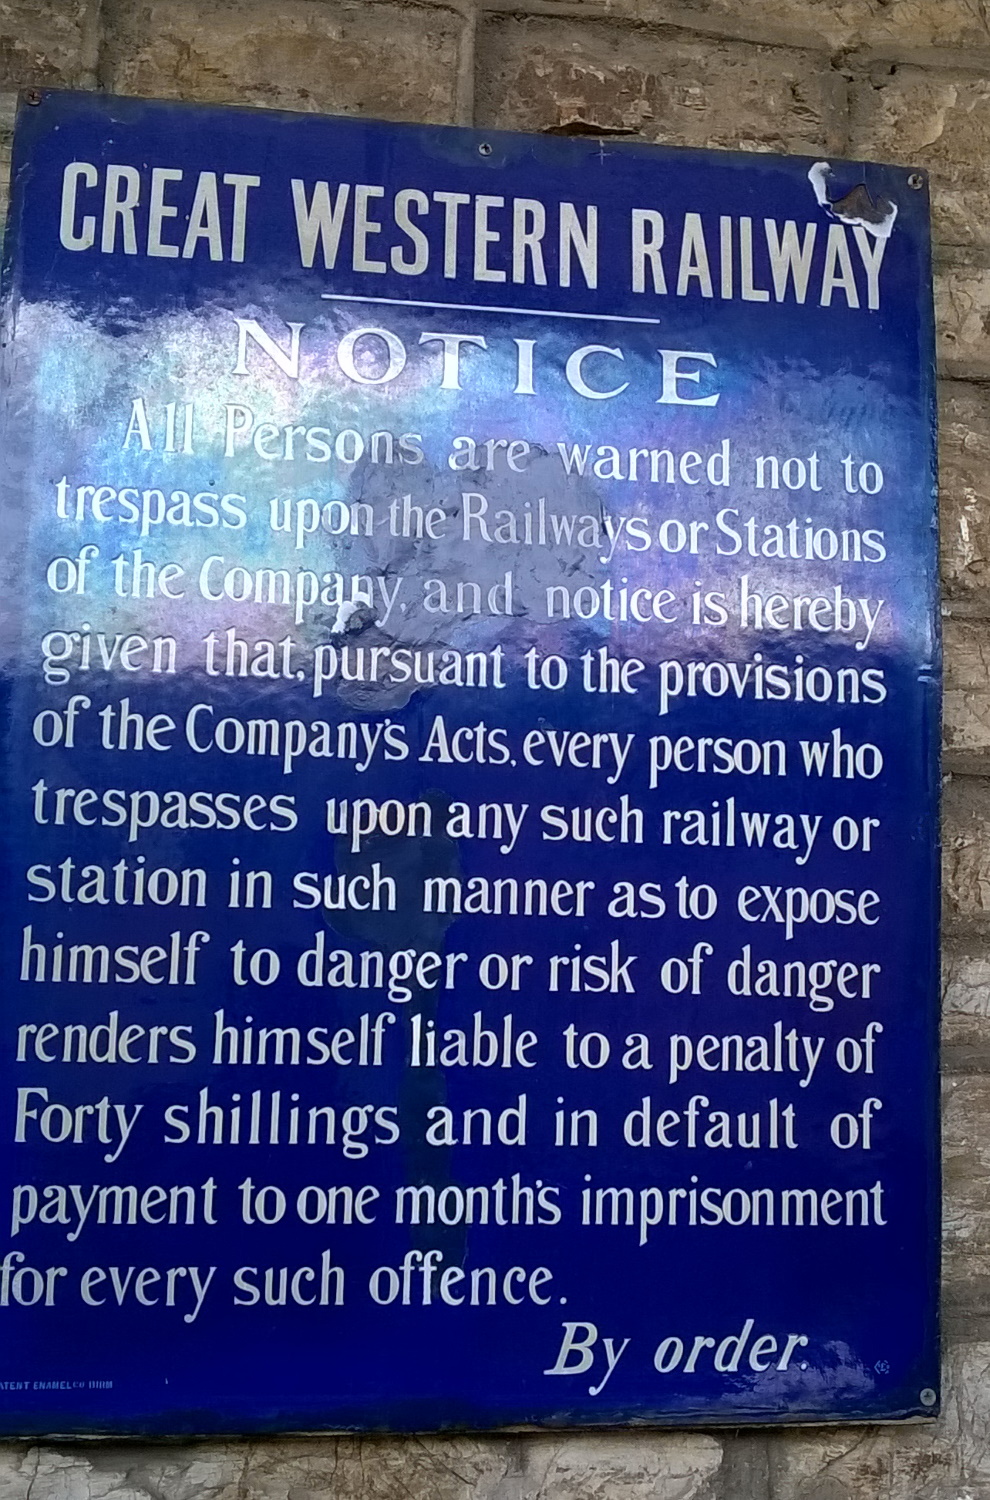 GREAT WESTERN RAILWAY
NOTICE
All Persons are warned not to
trespass upon the Railways or Stations
of the Company, and notice is hereby
given that, pursuant to the provisions
of the Company's Acts, every person who
trespasses upon any such railway or
station in such manner as to expose
himself to danger or risk of danger
renders himself liable to a penalty of
Forty shillings and in default of
payment to one month's imprisonment
for every such offence.
By order.
ATENT ENAMEL CO BIRM